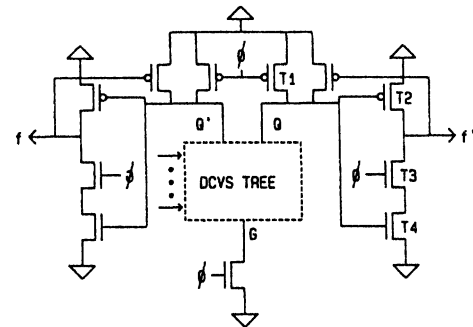 ϕ
T1
T2
f
f'
Q'
Q
ϕ
ϕ
T3
DCVS TREE
T4
G
ϕ